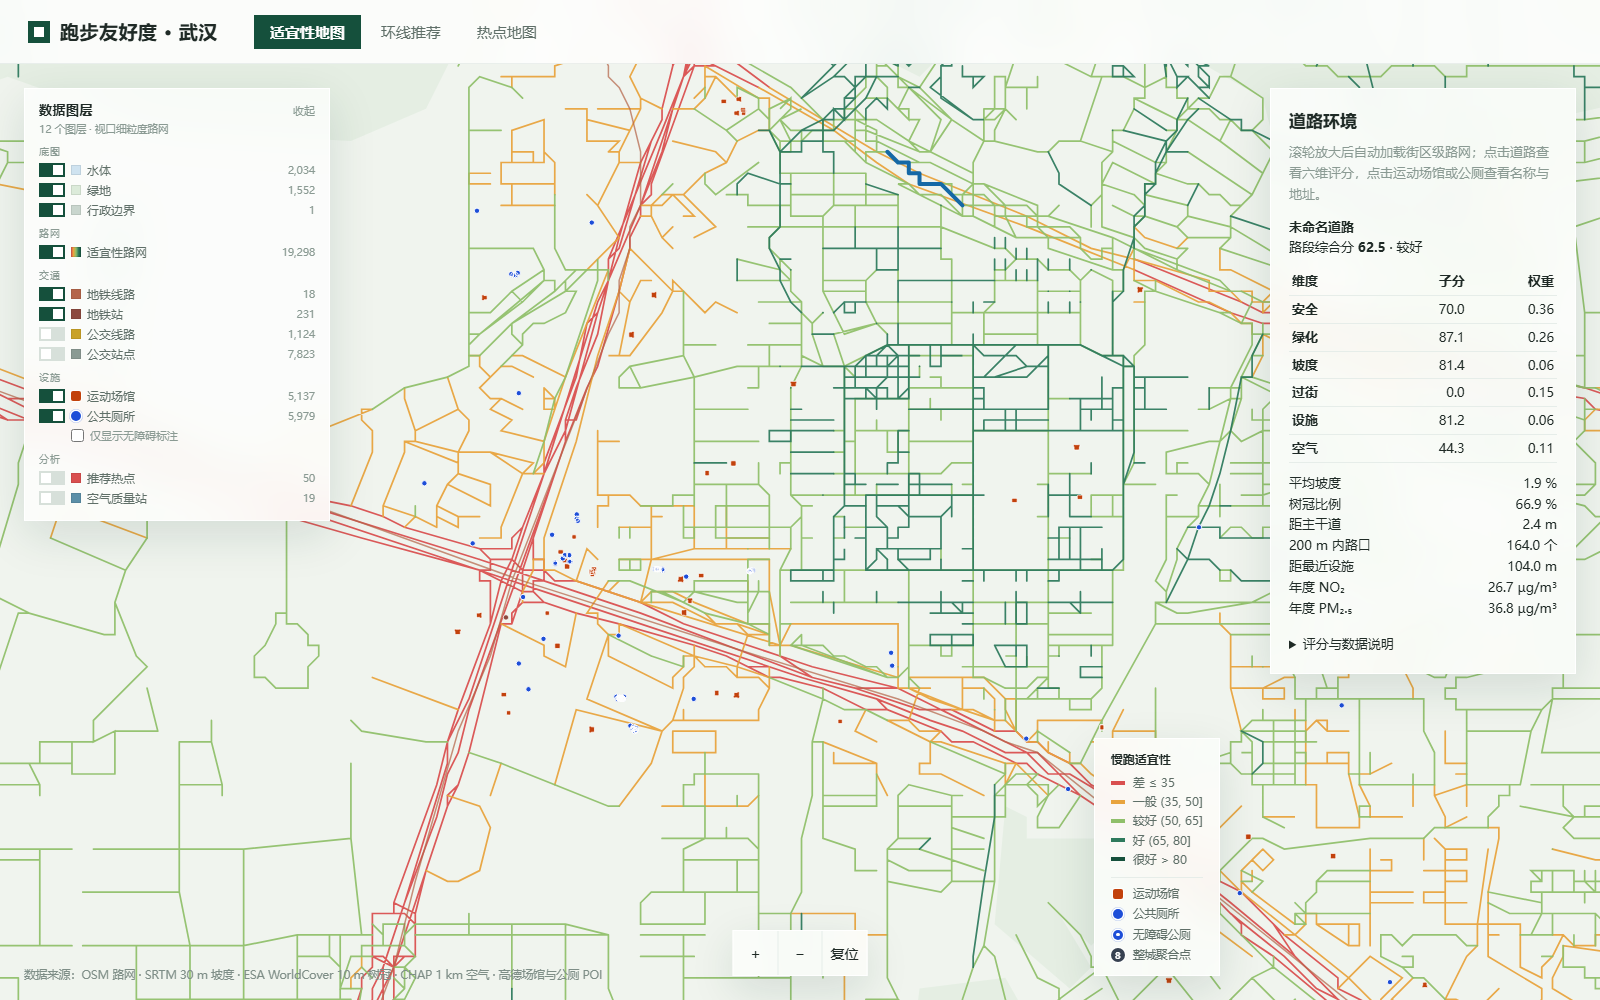 跑步友好度 · 武汉
适宜性地图
环线推荐
热点地图
数据图层
收起
12 个图层 · 视口细粒度路网
底图
水体 2,034
绿地 1,552
行政边界 1
路网
适宜性路网 19,298
交通
地铁线路 18
地铁站 231
公交线路 1,124
公交站点 7,823
设施
运动场馆 5,137
公共厕所 5,979
仅显示无障碍标注
分析
推荐热点 50
空气质量站 19
道路环境
滚轮放大后自动加载街区级路网；点击道路查
看六维评分，点击运动场馆或公厕查看名称与
地址。
未命名道路
路段综合分 62.5 · 较好
维度 子分 权重
安全 70.0 0.36
绿化 87.1 0.26
坡度 81.4 0.06
过街 0.0 0.15
设施 81.2 0.06
空气 44.3 0.11
平均坡度 1.9 %
树冠比例 66.9 %
距主干道 2.4 m
200 m 内路口 164.0 个
距最近设施 104.0 m
年度 NO₂ 26.7 μg/m³
年度 PM₂.₅ 36.8 μg/m³
▶ 评分与数据说明
慢跑适宜性
差 ≤ 35
一般 (35, 50]
较好 (50, 65]
好 (65, 80]
很好 > 80
运动场馆
公共厕所
无障碍公厕
8 整城聚合点
+ − 复位
数据来源：OSM 路网 · SRTM 30 m 坡度 · ESA WorldCover 10 m 树冠 · CHAP 1 km 空气 · 高德场馆与公厕 POI